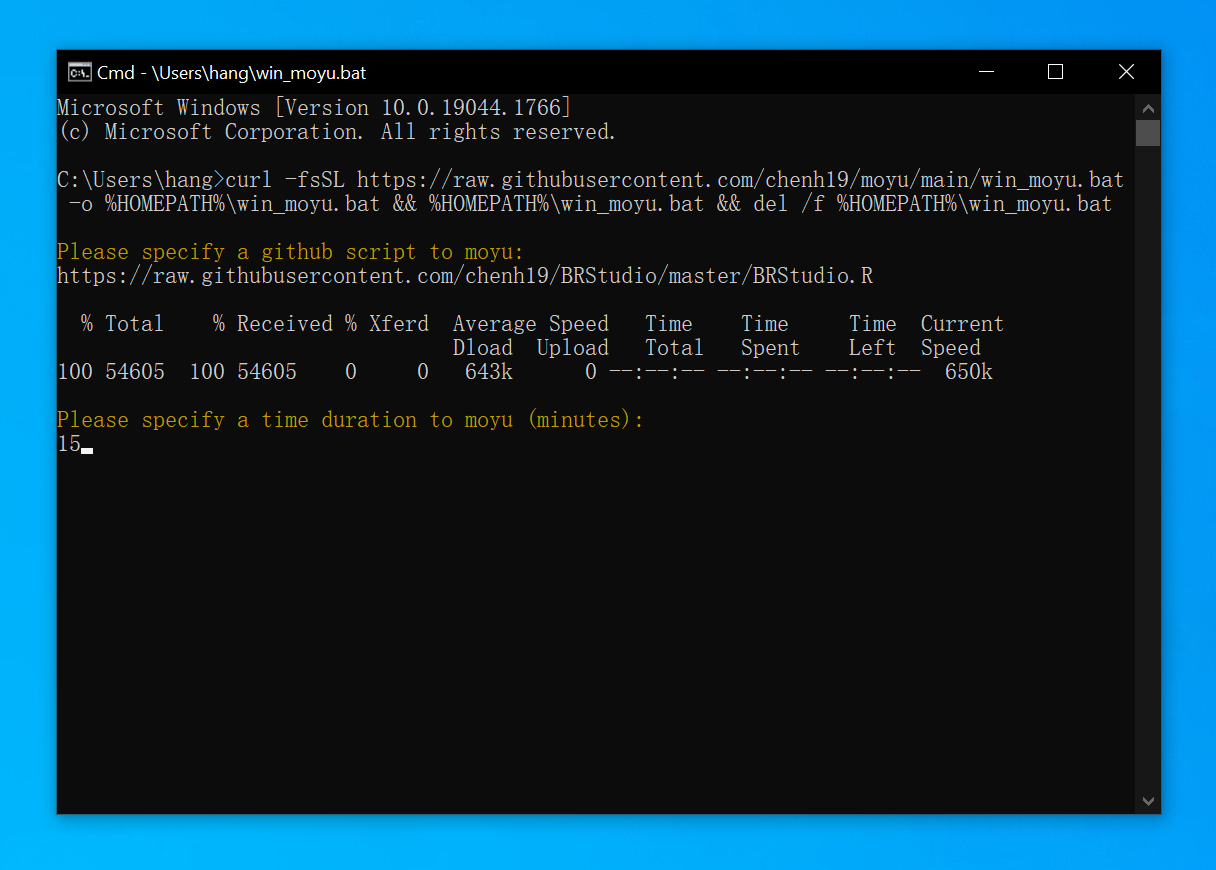 Cmd - \Users\hang\win_moyu.bat
Microsoft Windows [Version 10.0.19044.1766]
(c) Microsoft Corporation. All rights reserved.
C:\Users\hang>curl -fsSL https://raw.githubusercontent.com/chenh19/moyu/main/win_moyu.bat
-o %HOMEPATH%\win_moyu.bat && %HOMEPATH%\win_moyu.bat && del /f %HOMEPATH%\win_moyu.bat
Please specify a github script to moyu:
https://raw.githubusercontent.com/chenh19/BRStudio/master/BRStudio.R
% Total % Received % Xferd Average Speed Time Time Time Current
Dload Upload Total Spent Left Speed
100 54605 100 54605 0 0 643k 0 --:--:-- --:--:-- --:--:-- 650k
Please specify a time duration to moyu (minutes):
15